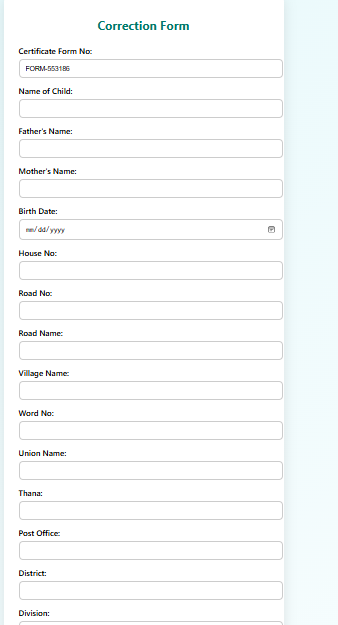 Correction Form
Certificate Form No:
FORM-553186
Name of Child:
Father's Name:
Mother's Name:
Birth Date:
mm/dd/yyyy
House No:
Road No:
Road Name:
Village Name:
Word No:
Union Name:
Thana:
Post Office:
District:
Division: